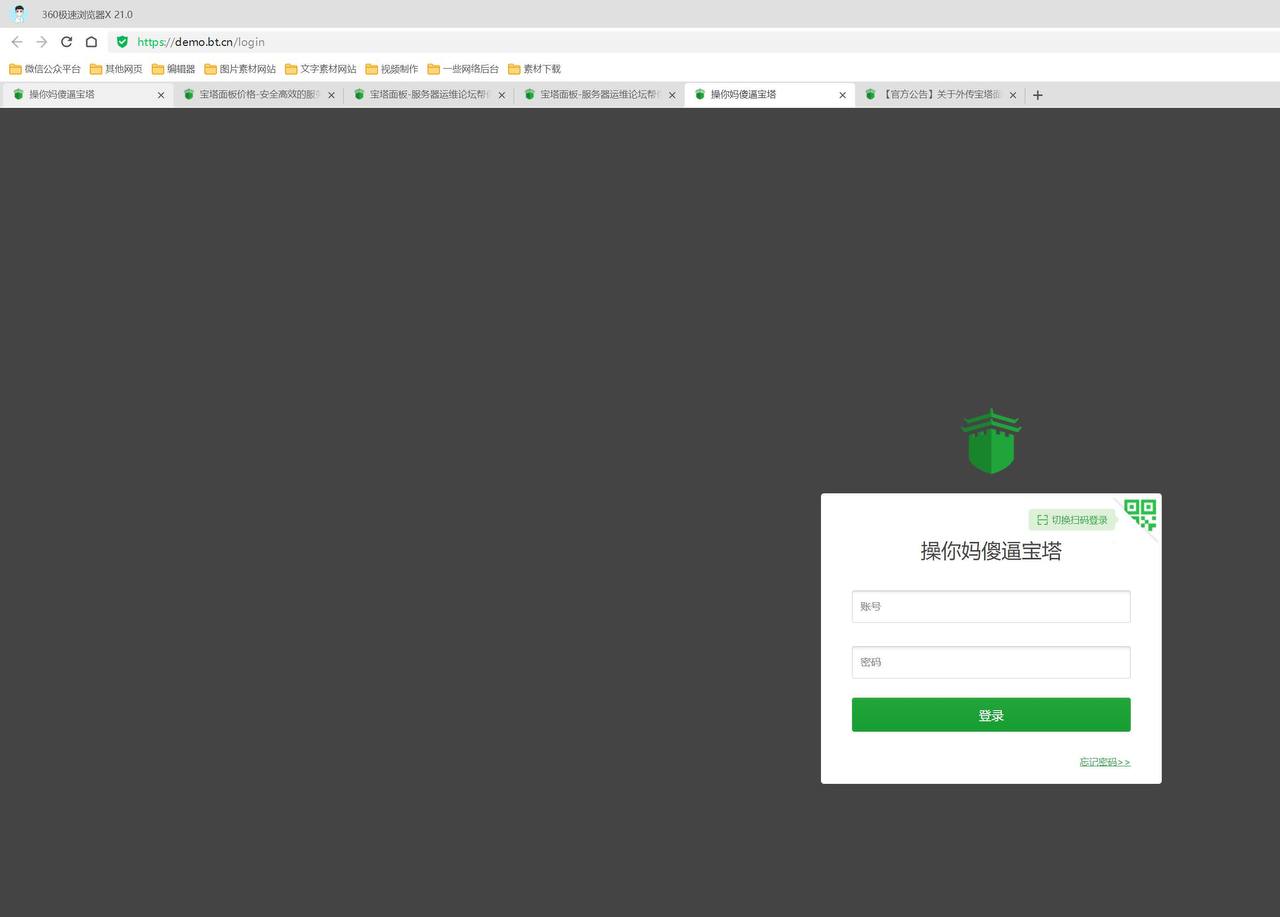 360极速浏览器X 21.0
https://demo.bt.cn/login
微信公众平台 其他网页 编辑器 图片素材网站 文字素材网站 视频制作 一些网络后台 素材下载
操你妈傻逼宝塔 宝塔面板价格-安全高效的服 宝塔面板-服务器运维论坛帮 宝塔面板-服务器运维论坛帮 操你妈傻逼宝塔 【官方公告】关于外传宝塔面
切换扫码登录
操你妈傻逼宝塔
账号
密码
登录
忘记密码>>